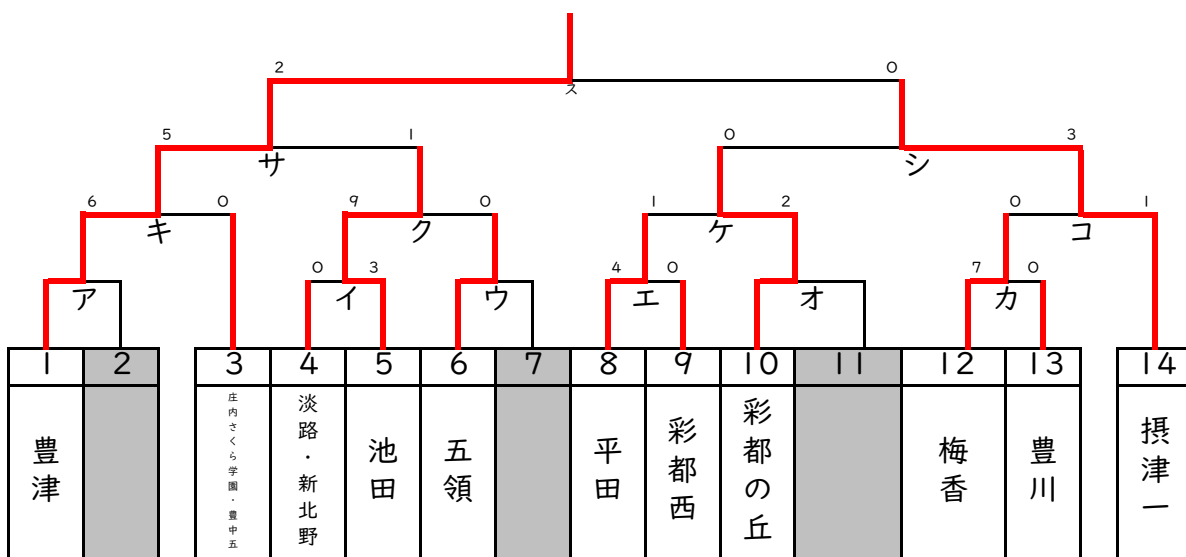 2 0
ス
5 1 0 3
サ シ
6 0 9 0 1 2 0 1
キ ク ケ コ
0 3 4 0 7 0
ア イ ウ エ オ カ
1 2 3 4 5 6 7 8 9 10 11 12 13 14
豊津
庄内さくら学園・豊中五
淡路・新北野
池田
五領
平田
彩都西
彩都の丘
梅香
豊川
摂津一